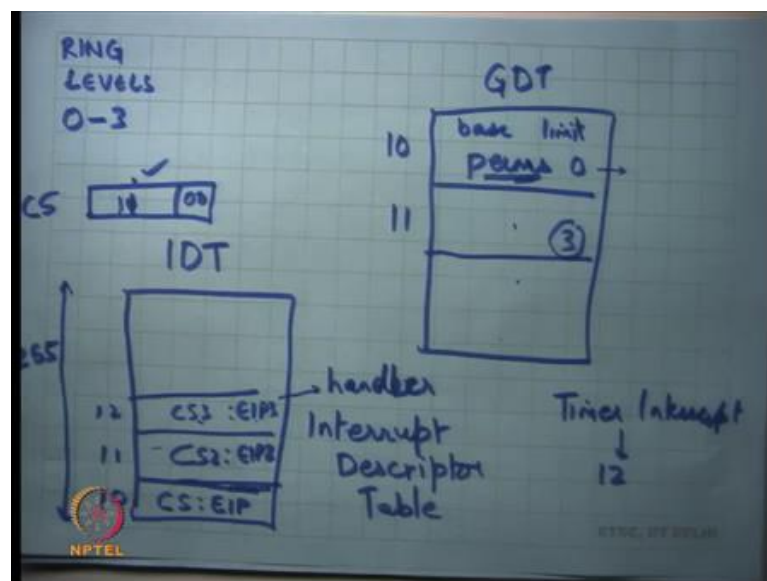 RING
LEVELS
0-3
GDT
10 base limit
perms 0
11 3
CS 10 00
IDT
12 CS3 :EIP3 handler
11 CS2: EIP2
10 CS:EIP
Interrupt
Descriptor
Table
Timer Interrupt
12
NPTEL